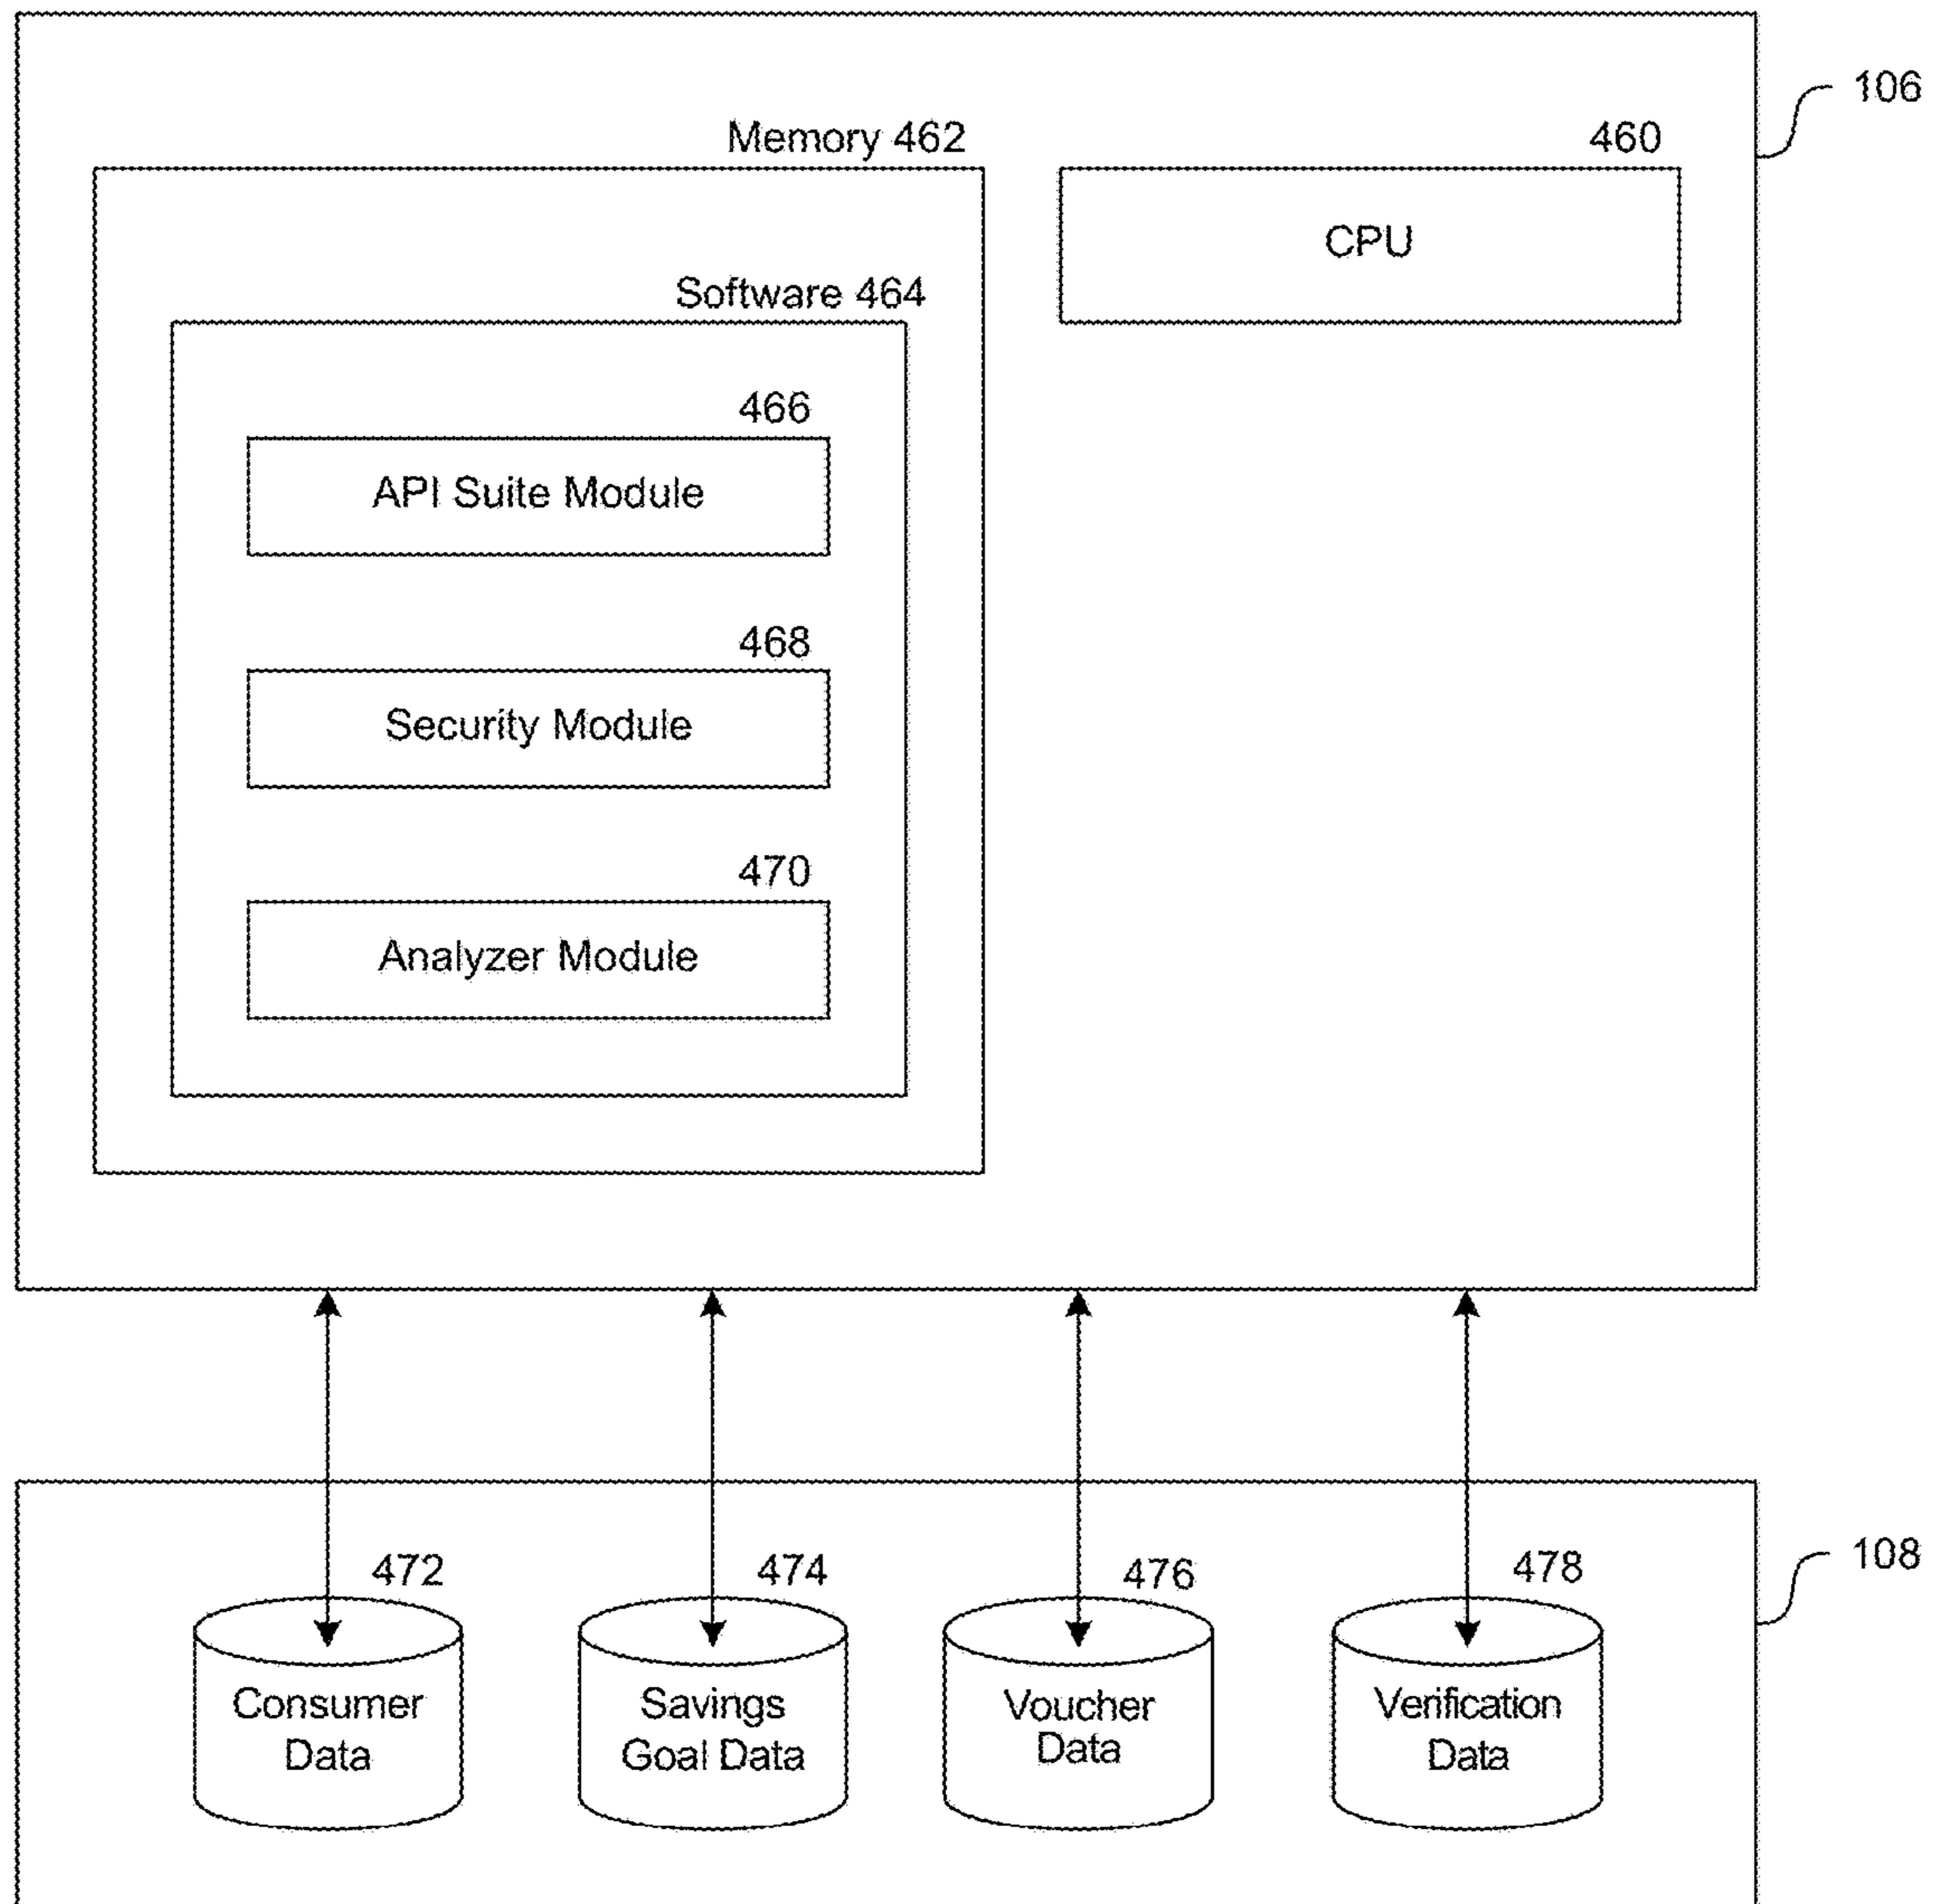 106
Memory 462
460
CPU
Software 464
466
API Suite Module
468
Security Module
470
Analyzer Module
108
472
474
476
478
Consumer
Data
Savings
Goal Data
Voucher
Data
Verification
Data